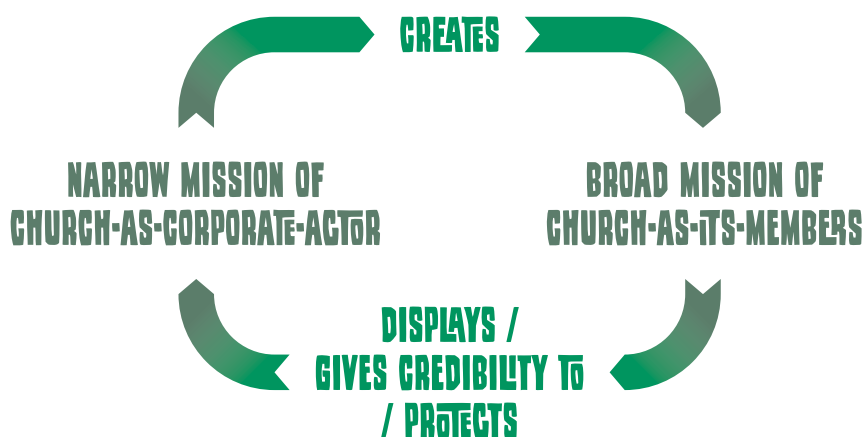 CREATES
NARROW MISSION OF
CHURCH-AS-CORPORATE-ACTOR
BROAD MISSION OF
CHURCH-AS-ITS-MEMBERS
DISPLAYS /
GIVES CREDIBILITY TO
/ PROTECTS